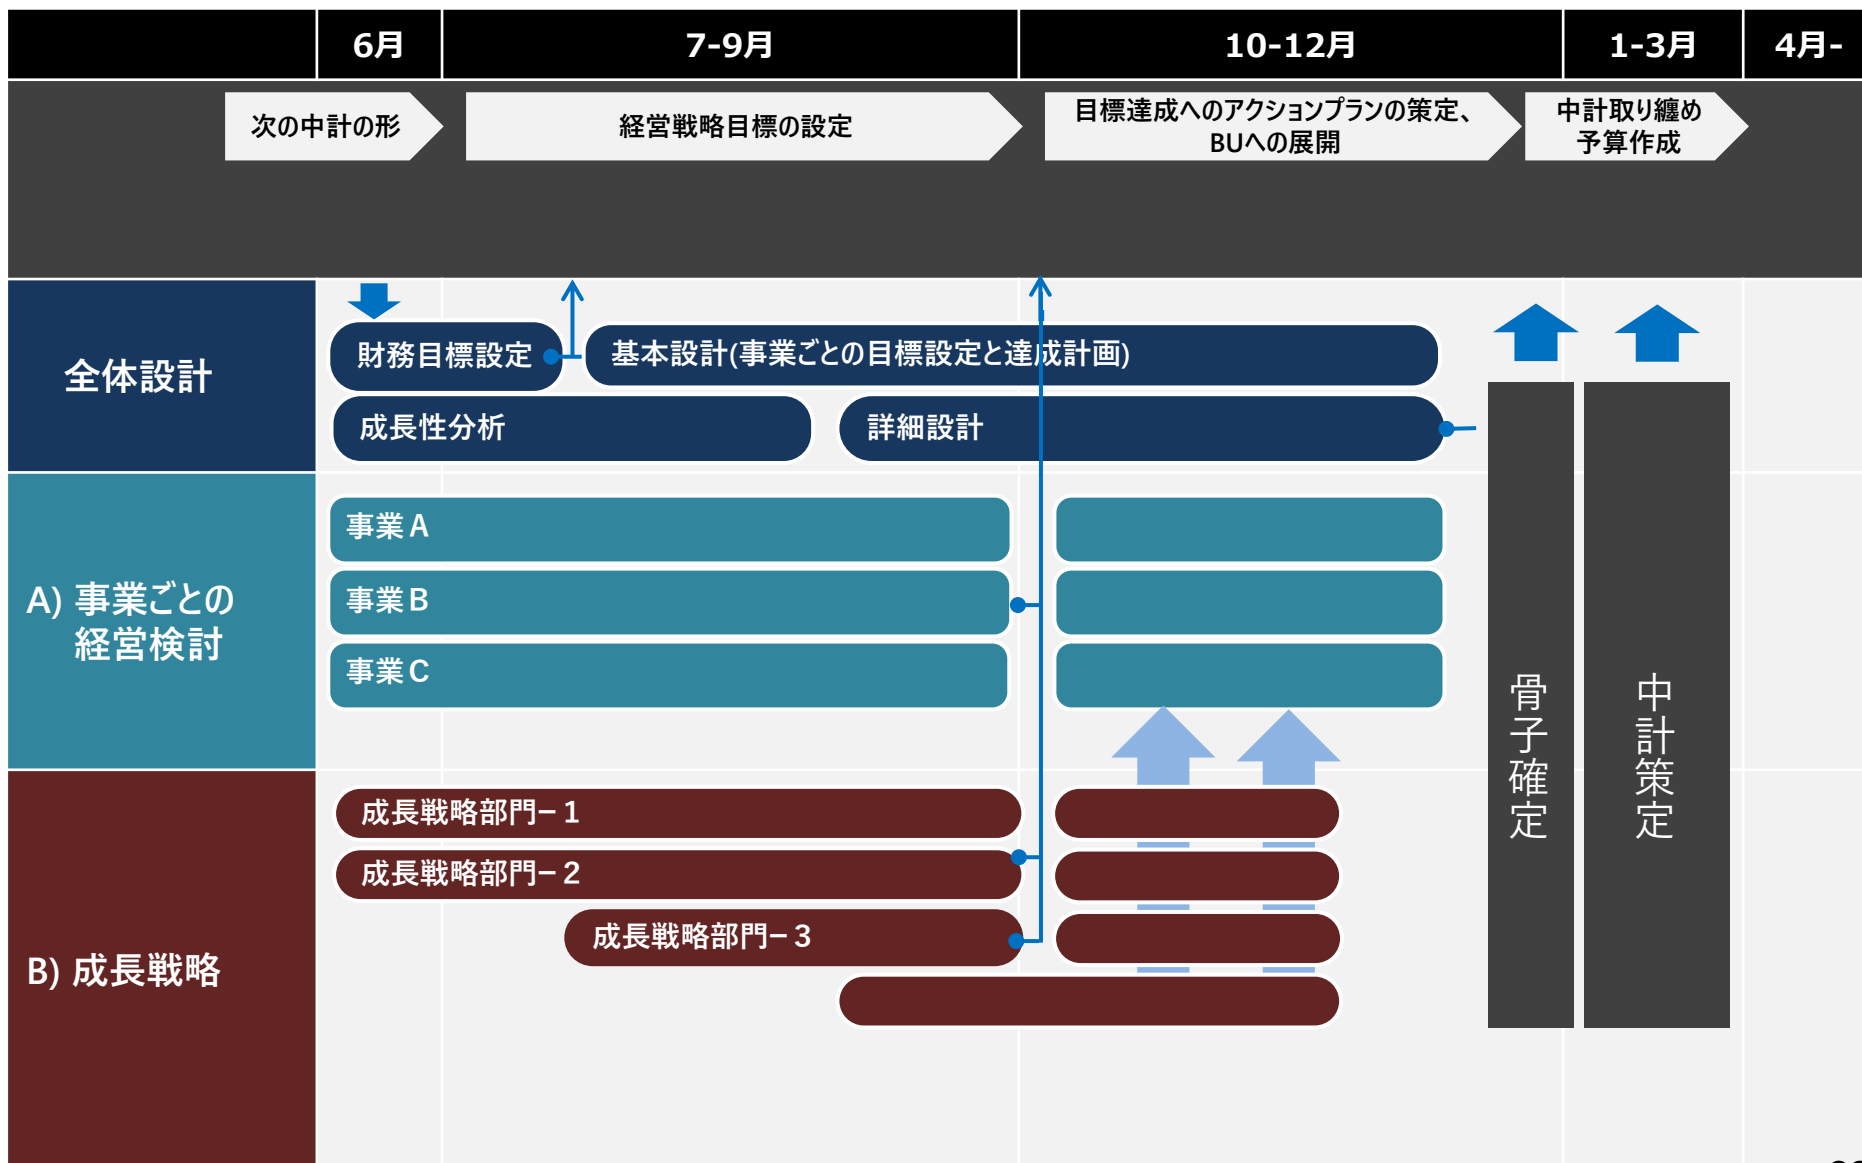 6月
7-9月
10-12月
1-3月
4月-
次の中計の形
経営戦略目標の設定
目標達成へのアクションプランの策定、
BUへの展開
中計取り纏め
予算作成
全体設計
財務目標設定
基本設計(事業ごとの目標設定と達成計画)
成長性分析
詳細設計
A) 事業ごとの
経営検討
事業A
事業B
事業C
骨子確定
中計策定
B) 成長戦略
成長戦略部門−1
成長戦略部門−2
成長戦略部門−3